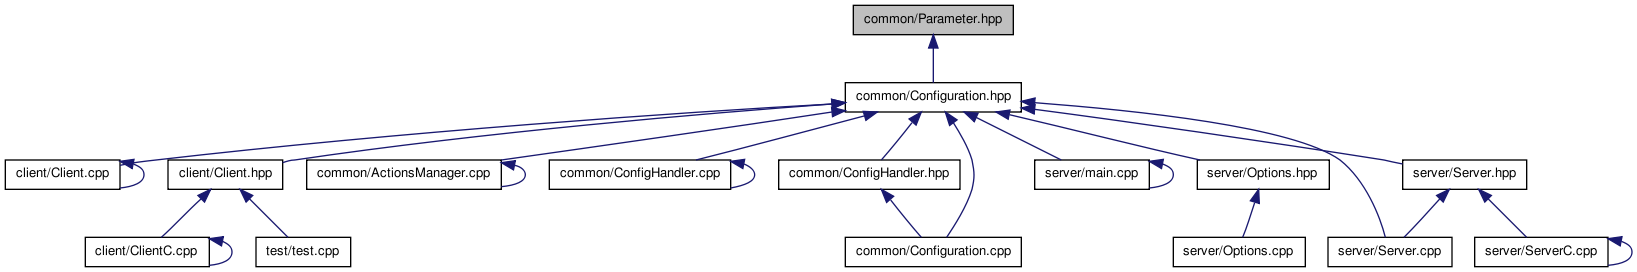 common/Parameter.hpp
common/Configuration.hpp
client/Client.cpp
client/Client.hpp
common/ActionsManager.cpp
common/ConfigHandler.cpp
common/ConfigHandler.hpp
server/main.cpp
server/Options.hpp
server/Server.hpp
client/ClientC.cpp
test/test.cpp
common/Configuration.cpp
server/Options.cpp
server/Server.cpp
server/ServerC.cpp